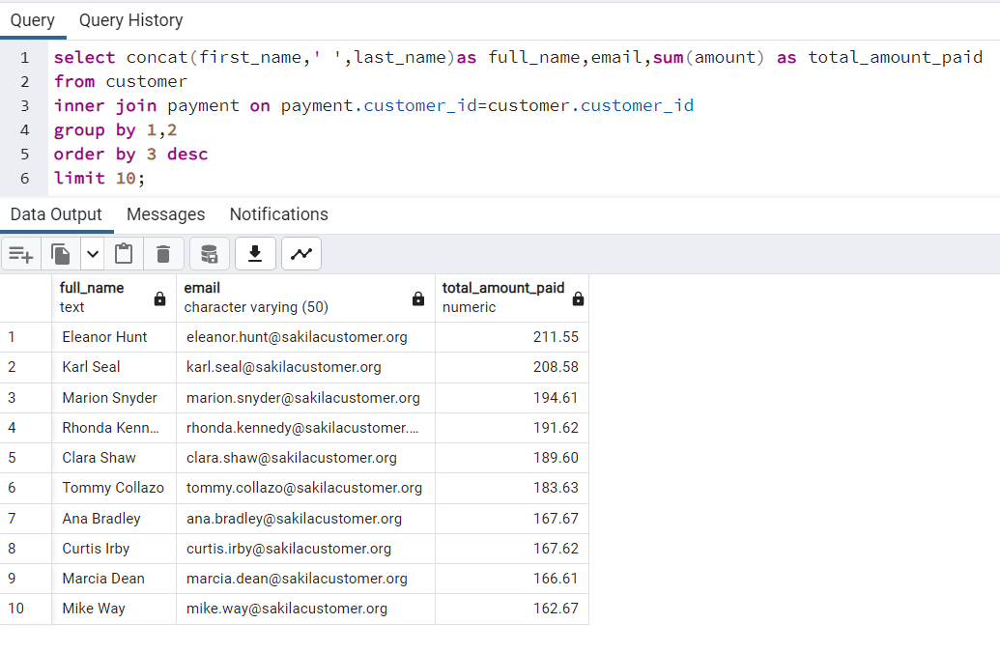 Query Query History
1 select concat(first_name,' ',last_name)as full_name,email,sum(amount) as total_amount_paid
2 from customer
3 inner join payment on payment.customer_id=customer.customer_id
4 group by 1,2
5 order by 3 desc
6 limit 10;
Data Output Messages Notifications
full_name email total_amount_paid
text character varying (50) numeric
1 Eleanor Hunt eleanor.hunt@sakilacustomer.org 211.55
2 Karl Seal karl.seal@sakilacustomer.org 208.58
3 Marion Snyder marion.snyder@sakilacustomer.org 194.61
4 Rhonda Kenn... rhonda.kennedy@sakilacustomer.... 191.62
5 Clara Shaw clara.shaw@sakilacustomer.org 189.60
6 Tommy Collazo tommy.collazo@sakilacustomer.org 183.63
7 Ana Bradley ana.bradley@sakilacustomer.org 167.67
8 Curtis Irby curtis.irby@sakilacustomer.org 167.62
9 Marcia Dean marcia.dean@sakilacustomer.org 166.61
10 Mike Way mike.way@sakilacustomer.org 162.67